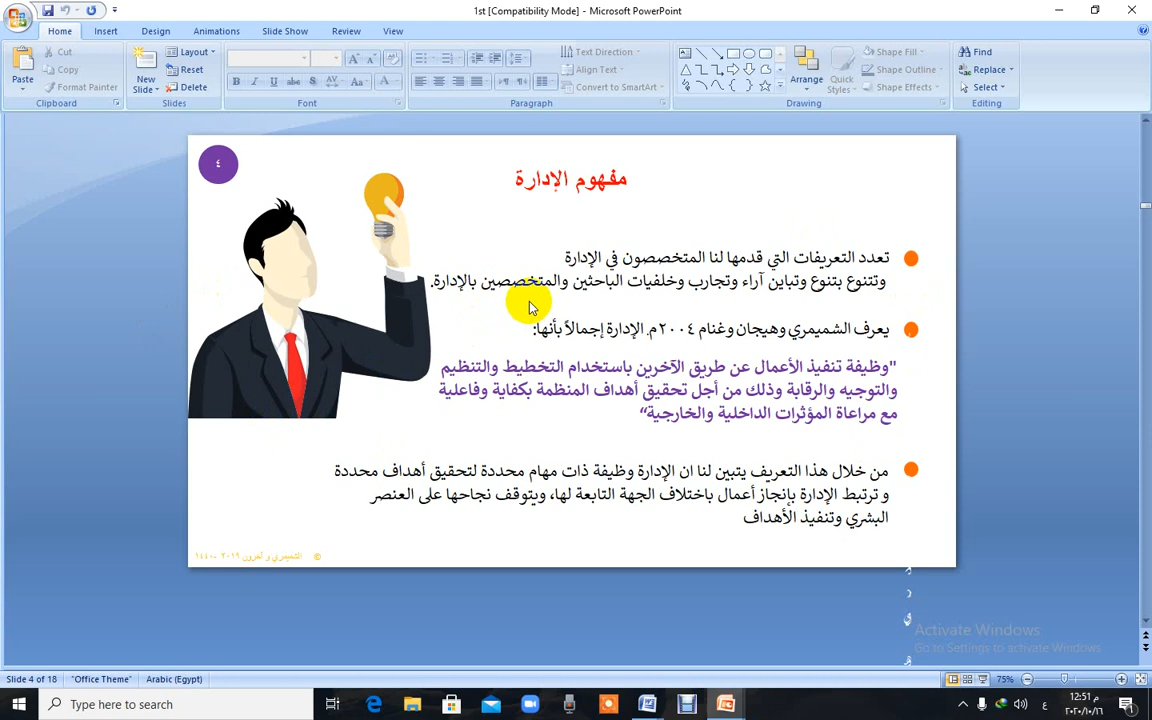 1st [Compatibility Mode] - Microsoft PowerPoint
Home
Insert
Design
Animations
Slide Show
Review
View
Paste
Cut
Copy
Format Painter
Clipboard
New Slide
Layout
Reset
Delete
Slides
Font
Text Direction
Align Text
Convert to SmartArt
Paragraph
Arrange
Quick Styles
Shape Fill
Shape Outline
Shape Effects
Drawing
Find
Replace
Select
Editing
٤
مفهوم الإدارة
تعدد التعريفات التي قدمها لنا المتخصصون في الإدارة
وتتنوع بتنوع وتباين آراء وتجارب وخلفيات الباحثين والمتخصصين بالإدارة.
يعرف الشميمري وهيجان وغنام ٢٠٠٤م. الإدارة إجمالاً بأنها:
"وظيفة تنفيذ الأعمال عن طريق الآخرين باستخدام التخطيط والتنظيم
والتوجيه والرقابة وذلك من أجل تحقيق أهداف المنظمة بكفاية وفاعلية
مع مراعاة المؤثرات الداخلية والخارجية"
من خلال هذا التعريف يتبين لنا ان الإدارة وظيفة ذات مهام محددة لتحقيق أهداف محددة
و ترتبط الإدارة بإنجاز أعمال باختلاف الجهة التابعة لها، ويتوقف نجاحها على العنصر
البشري وتنفيذ الأهداف
© الشميمري و آخرون ٢٠١٩ -١٤٤٠
Activate Windows
Go to Settings to activate Windows.
Slide 4 of 18
"Office Theme"
Arabic (Egypt)
75%
Type here to search
ع
12:51 م